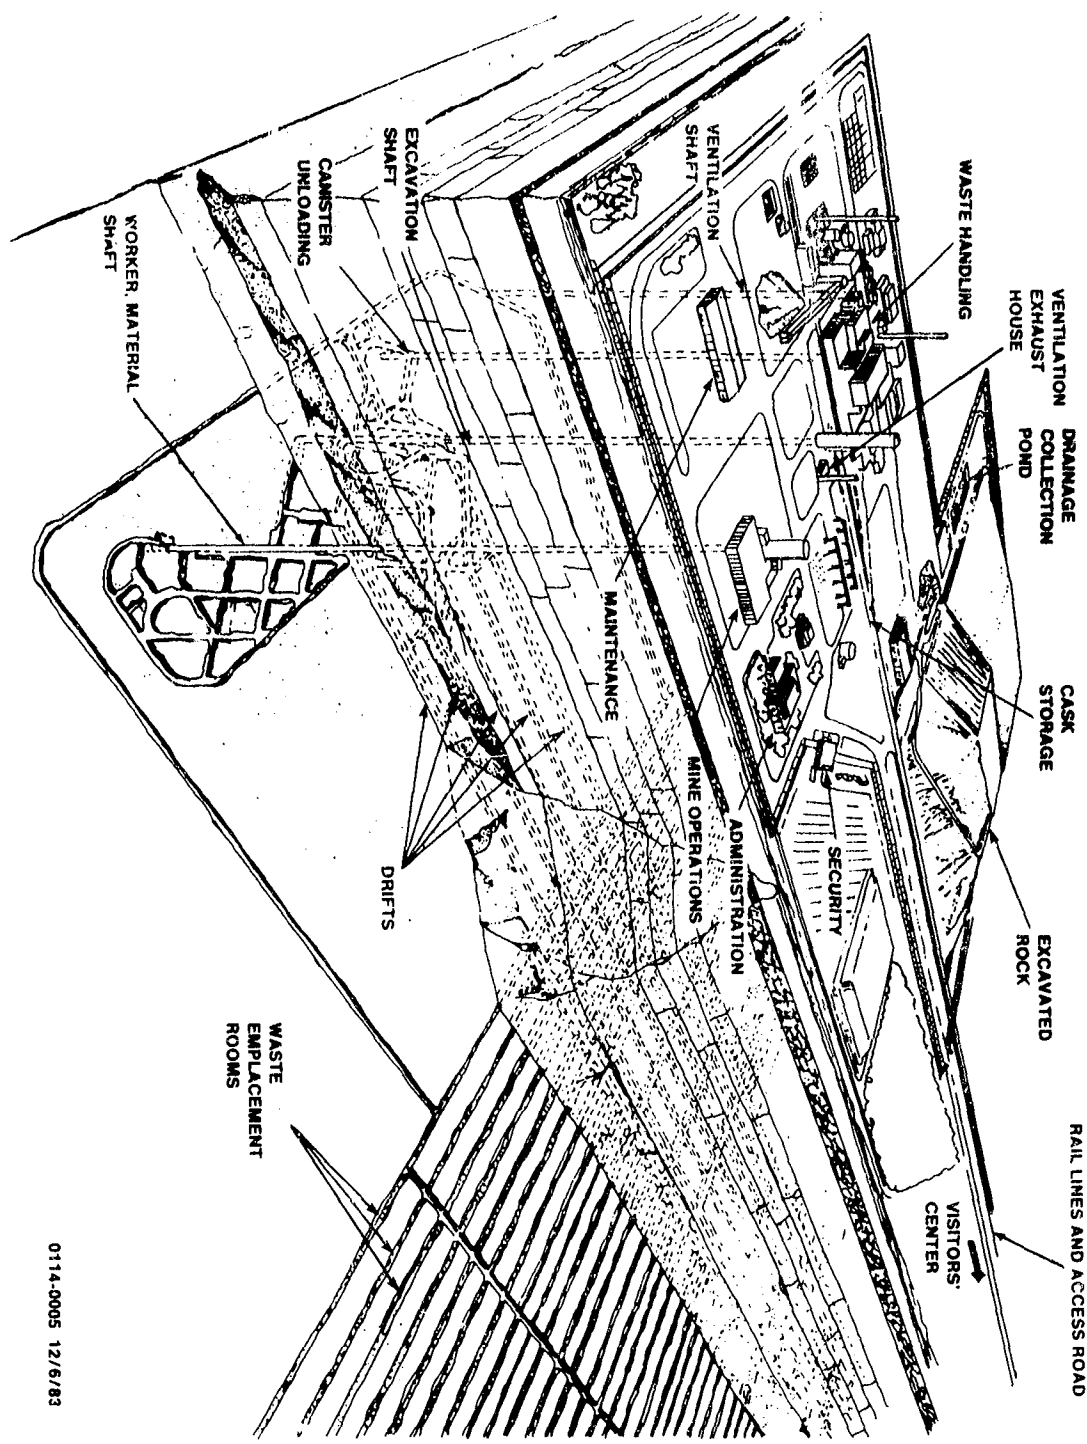 RAIL LINES AND ACCESS ROAD
VENTILATION
EXHAUST
HOUSE
DRAINAGE
COLLECTION
POND
CASK
STORAGE
EXCAVATED
ROCK
WASTE HANDLING
VISITORS'
CENTER
SECURITY
VENTILATION
SHAFT
ADMINISTRATION
MINE OPERATIONS
MAINTENANCE
EXCAVATION
SHAFT
DRIFTS
CANISTER
UNLOADING
WASTE
EMPLACEMENT
ROOMS
WORKER, MATERIAL
SHAFT
0114-0005 12/6/83